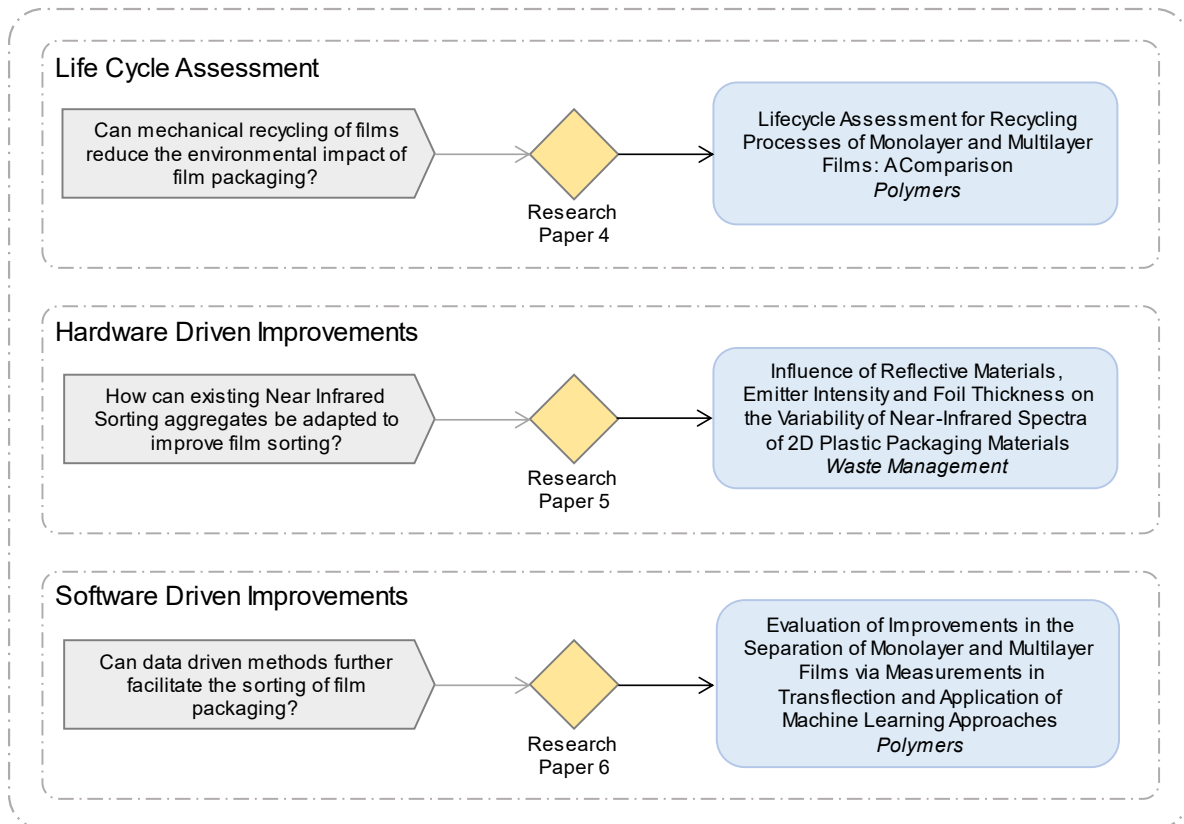 Life Cycle Assessment
Can mechanical recycling of films
reduce the environmental impact of
film packaging?
Research
Paper 4
Lifecycle Assessment for Recycling
Processes of Monolayer and Multilayer
Films: A Comparison
Polymers
Hardware Driven Improvements
How can existing Near Infrared
Sorting aggregates be adapted to
improve film sorting?
Research
Paper 5
Influence of Reflective Materials,
Emitter Intensity and Foil Thickness on
the Variability of Near-Infrared Spectra
of 2D Plastic Packaging Materials
Waste Management
Software Driven Improvements
Can data driven methods further
facilitate the sorting of film
packaging?
Research
Paper 6
Evaluation of Improvements in the
Separation of Monolayer and Multilayer
Films via Measurements in
Transflection and Application of
Machine Learning Approaches
Polymers